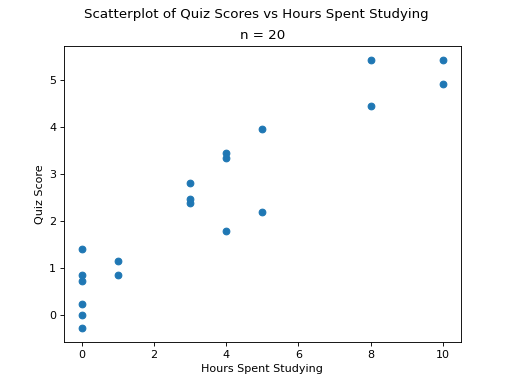 Scatterplot of Quiz Scores vs Hours Spent Studying
n = 20
5
4
3
2
1
0
Quiz Score
0 2 4 6 8 10
Hours Spent Studying